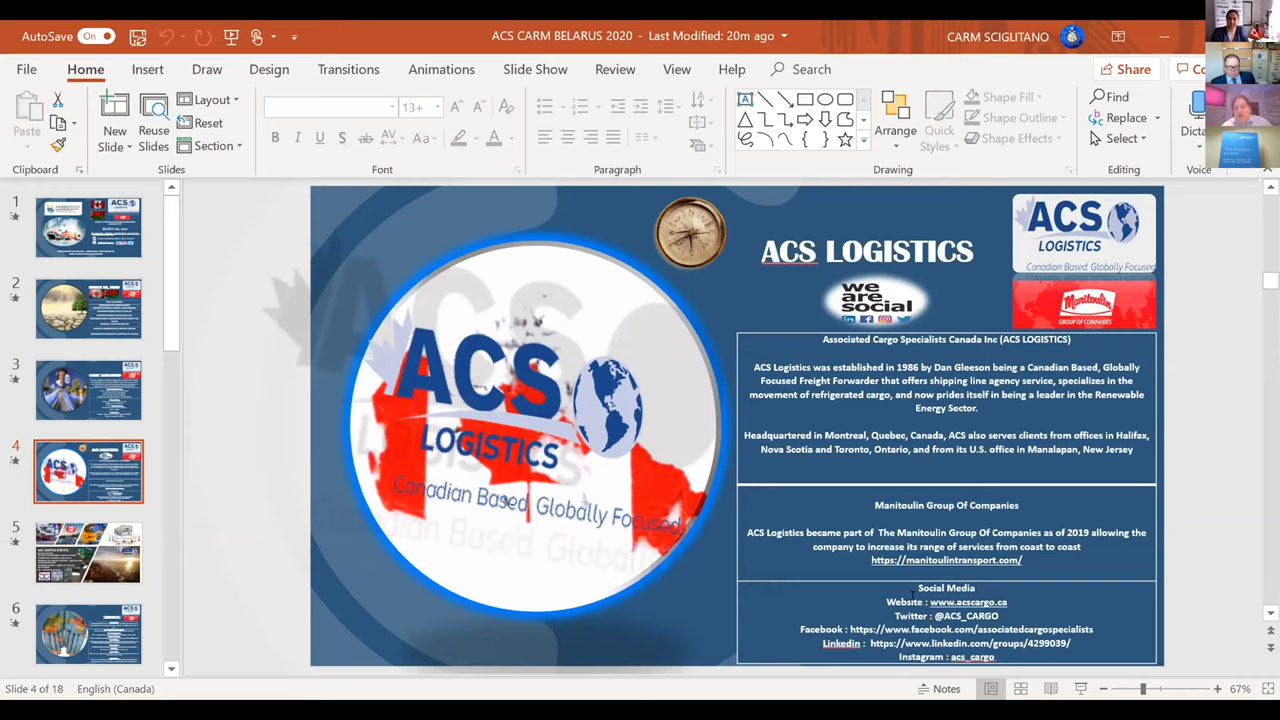 AutoSave On
ACS CARM BELARUS 2020 - Last Modified: 20m ago
CARM SCIGLITANO
File Home Insert Draw Design Transitions Animations Slide Show Review View Help Search
Share
Co
Paste
New Slide
Reuse Slides
Layout
Reset
Section
13+
Shape Fill
Shape Outline
Shape Effects
Arrange
Quick Styles
Find
Replace
Select
Dicta
Clipboard Slides Font Paragraph Drawing Editing Voice
1
2
3
4
5
6
ACS
LOGISTICS
Canadian Based, Globally Focused
ACS LOGISTICS
we
are
social
ACS
LOGISTICS
Canadian Based, Globally Focused
Manitoulin
GROUP OF COMPANIES
Associated Cargo Specialists Canada Inc (ACS LOGISTICS)
ACS Logistics was established in 1986 by Dan Gleeson being a Canadian Based, Globally
Focused Freight Forwarder that offers shipping line agency service, specializes in the
movement of refrigerated cargo, and now prides itself in being a leader in the Renewable
Energy Sector.
Headquartered in Montreal, Quebec, Canada, ACS also serves clients from offices in Halifax,
Nova Scotia and Toronto, Ontario, and from its U.S. office in Manalapan, New Jersey
Manitoulin Group Of Companies
ACS Logistics became part of The Manitoulin Group Of Companies as of 2019 allowing the
company to increase its range of services from coast to coast
https://manitoulintransport.com/
Social Media
Website : www.acscargo.ca
Twitter : @ACS_CARGO
Facebook : https://www.facebook.com/associatedcargospecialists
Linkedin : https://www.linkedin.com/groups/4299039/
Instagram : acs_cargo
Slide 4 of 18 English (Canada)
Notes
67%